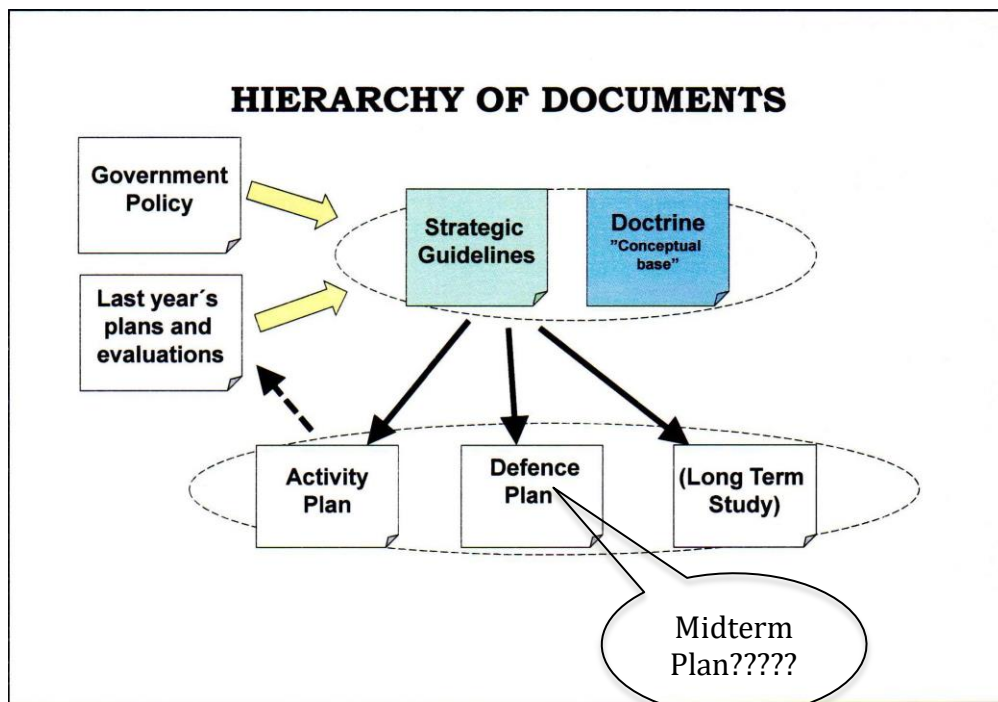 HIERARCHY OF DOCUMENTS
Government
Policy
Last year´s
plans and
evaluations
Strategic
Guidelines
Doctrine
”Conceptual
base”
Activity
Plan
Defence
Plan
(Long Term
Study)
Midterm
Plan?????